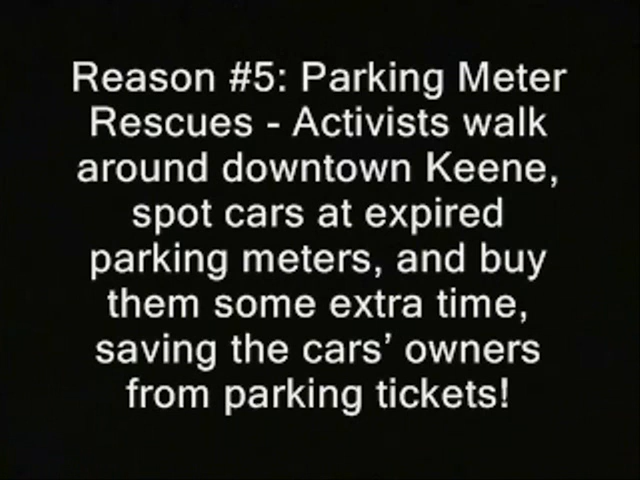 Reason #5: Parking Meter
Rescues - Activists walk
around downtown Keene,
spot cars at expired
parking meters, and buy
them some extra time,
saving the cars’ owners
from parking tickets!